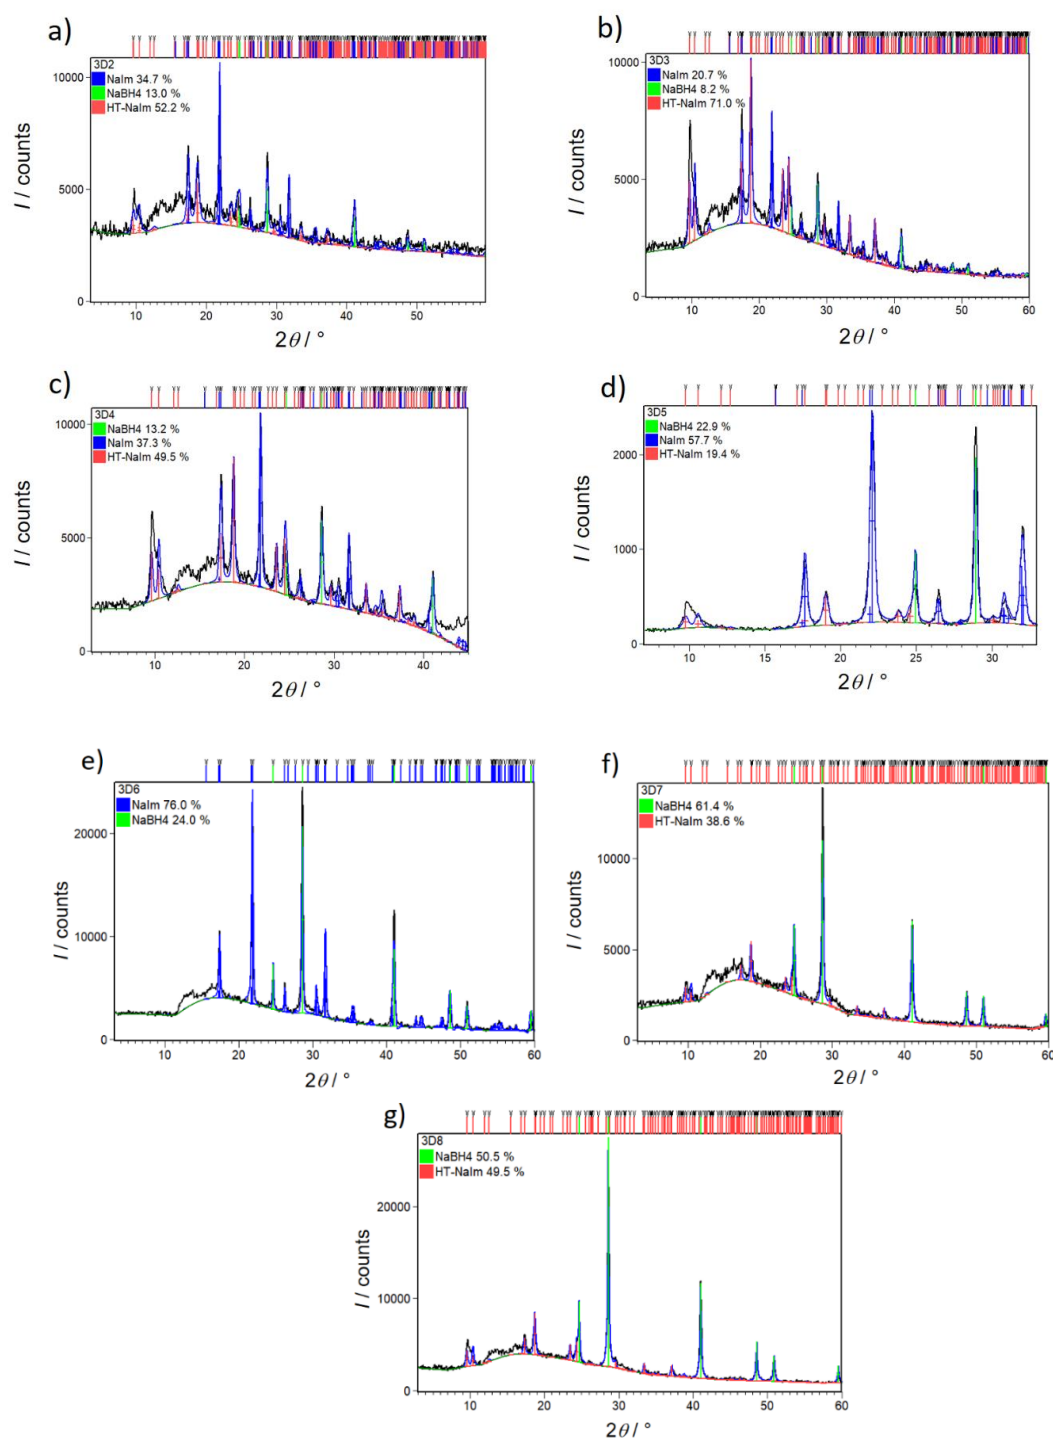 a)
3D2
NaIm 34.7 %
NaBH4 13.0 %
HT-NaIm 52.2 %
I / counts
10000
5000
0
10 20 30 40 50
2θ / °
b)
3D3
NaIm 20.7 %
NaBH4 8.2 %
HT-NaIm 71.0 %
I / counts
10000
5000
0
10 20 30 40 50 60
2θ / °
c)
3D4
NaBH4 13.2 %
NaIm 37.3 %
HT-NaIm 49.5 %
I / counts
10000
5000
0
10 20 30 40
2θ / °
d)
3D5
NaBH4 22.9 %
NaIm 57.7 %
HT-NaIm 19.4 %
I / counts
2000
1000
0
10 15 20 25 30
2θ / °
e)
3D6
NaIm 76.0 %
NaBH4 24.0 %
I / counts
20000
10000
0
10 20 30 40 50 60
2θ / °
f)
3D7
NaBH4 61.4 %
HT-NaIm 38.6 %
I / counts
10000
5000
0
10 20 30 40 50 60
2θ / °
g)
3D8
NaBH4 50.5 %
HT-NaIm 49.5 %
I / counts
20000
10000
0
10 20 30 40 50 60
2θ / °